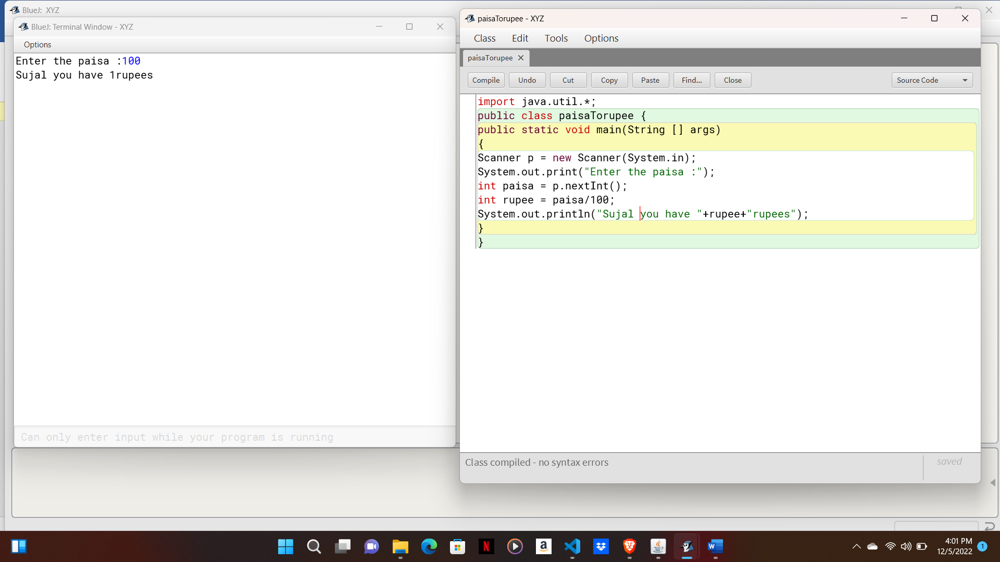 BlueJ: XYZ
BlueJ: Terminal Window - XYZ
Options
Enter the paisa :100
Sujal you have 1rupees
Can only enter input while your program is running
paisaTorupee - XYZ
Class Edit Tools Options
paisaTorupee
Compile Undo Cut Copy Paste Find... Close Source Code
import java.util.*;
public class paisaTorupee {
public static void main(String [] args)
{
Scanner p = new Scanner(System.in);
System.out.print("Enter the paisa :");
int paisa = p.nextInt();
int rupee = paisa/100;
System.out.println("Sujal you have "+rupee+"rupees");
}
}
Class compiled - no syntax errors
saved
N
a
W
4:01 PM
12/5/2022
1